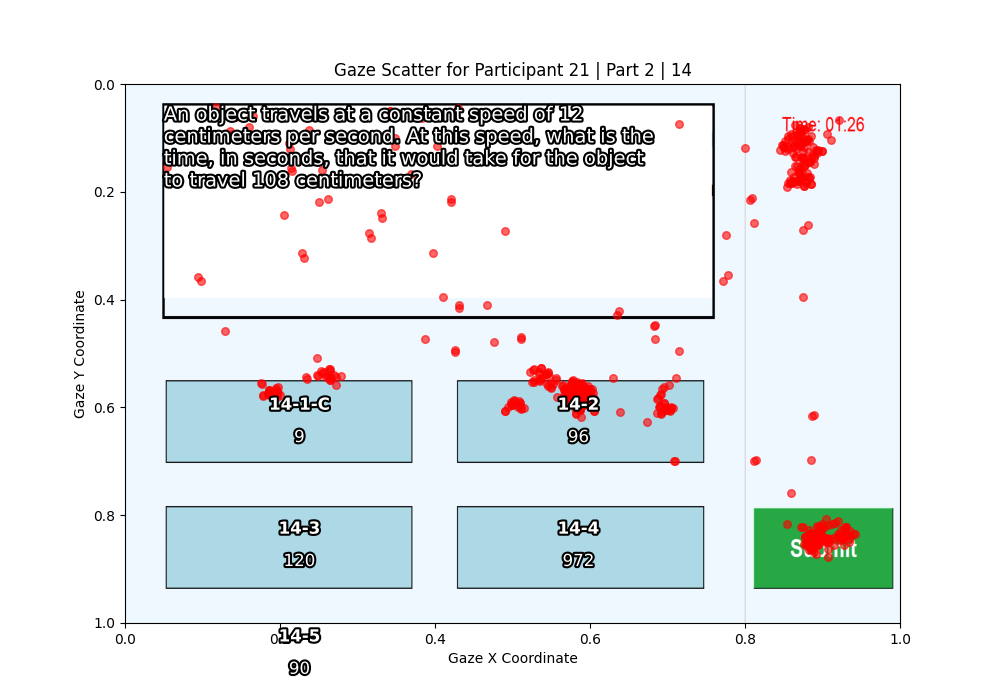 Gaze Scatter for Participant 21 | Part 2 | 14
An object travels at a constant speed of 12
centimeters per second. At this speed, what is the
time, in seconds, that it would take for the object
to travel 108 centimeters?
Time: 01:26
14-1-C
9
14-2
96
14-3
120
14-4
972
Submit
14-5
90
0.0
0.2
0.4
0.6
0.8
1.0
Gaze Y Coordinate
0.0
0.2
0.4
0.6
0.8
1.0
Gaze X Coordinate